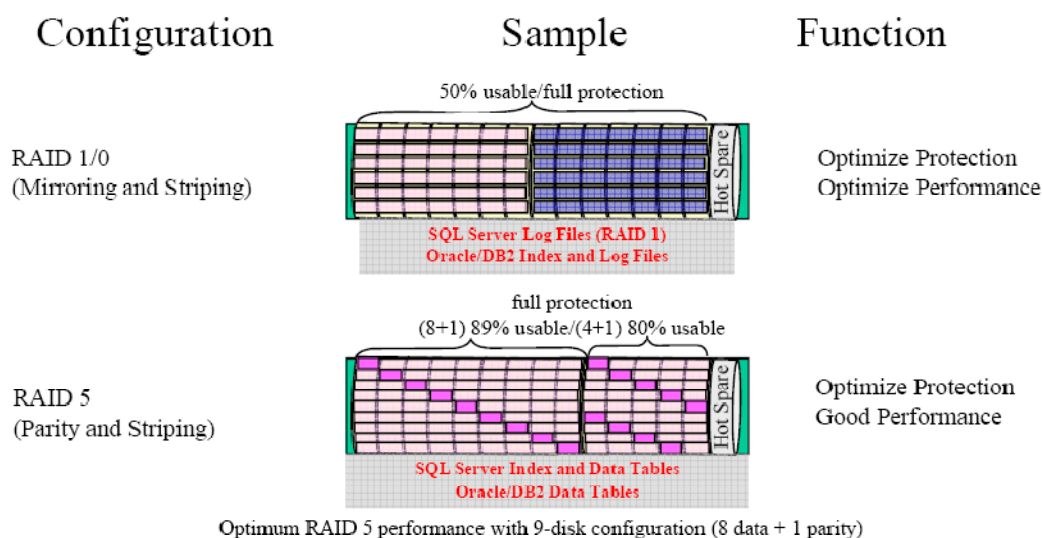 Configuration
Sample
Function
50% usable/full protection
RAID 1/0
(Mirroring and Striping)
Hot Spare
Optimize Protection
Optimize Performance
SQL Server Log Files (RAID 1)
Oracle/DB2 Index and Log Files
full protection
(8+1) 89% usable/(4+1) 80% usable
RAID 5
(Parity and Striping)
Hot Spare
Optimize Protection
Good Performance
SQL Server Index and Data Tables
Oracle/DB2 Data Tables
Optimum RAID 5 performance with 9-disk configuration (8 data + 1 parity)